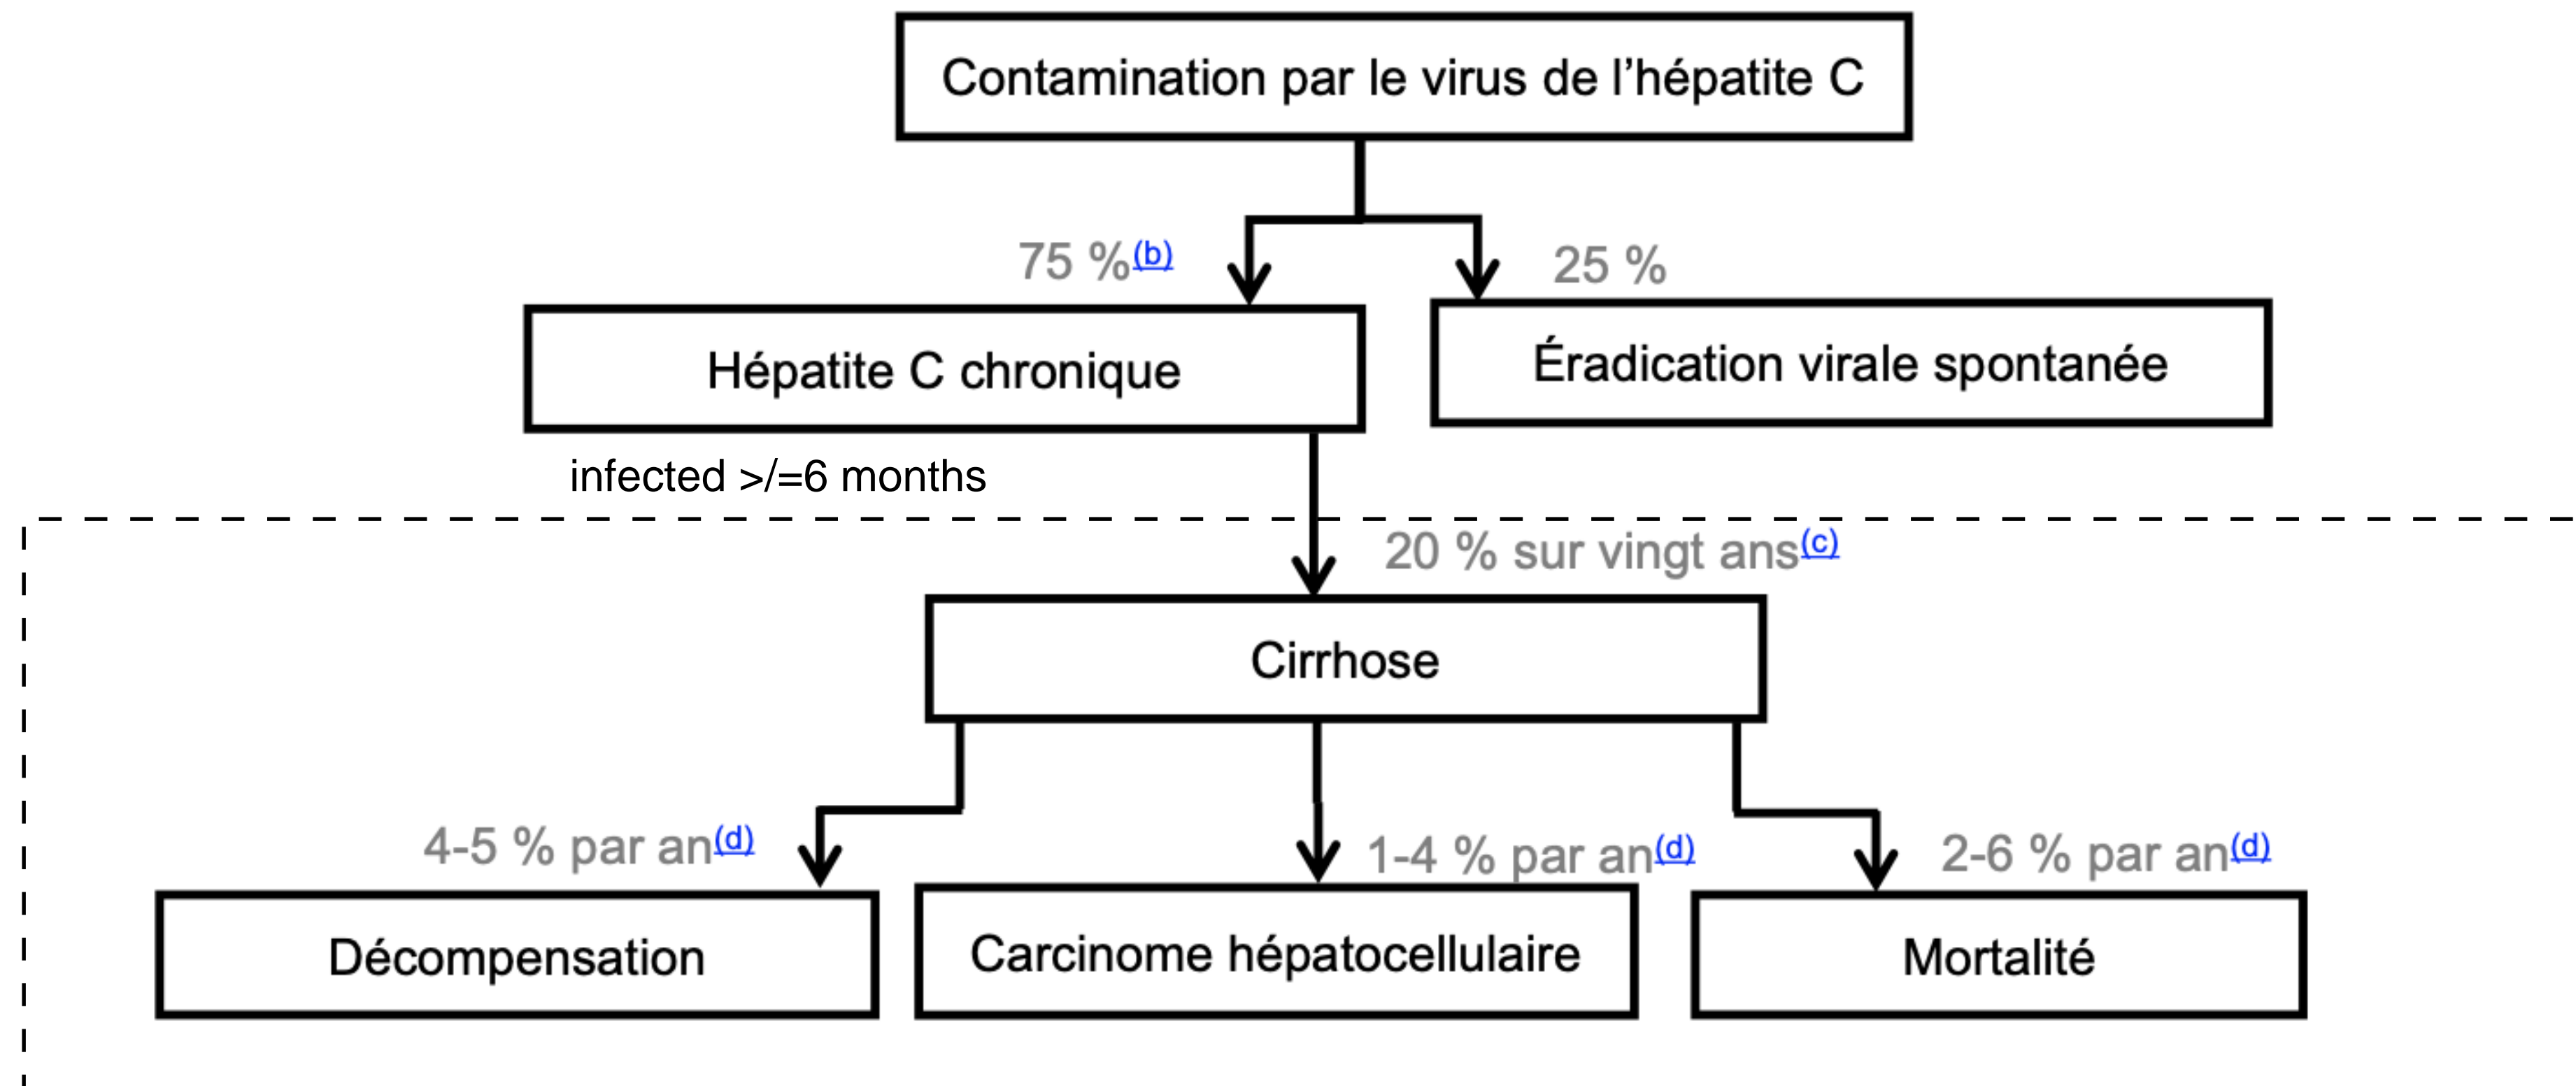 Contamination par le virus de l'hépatite C
75 %(b)
25 %
Hépatite C chronique
Éradication virale spontanée
infected >/=6 months
20 % sur vingt ans(c)
Cirrhose
4-5 % par an(d)
1-4 % par an(d)
2-6 % par an(d)
Décompensation
Carcinome hépatocellulaire
Mortalité